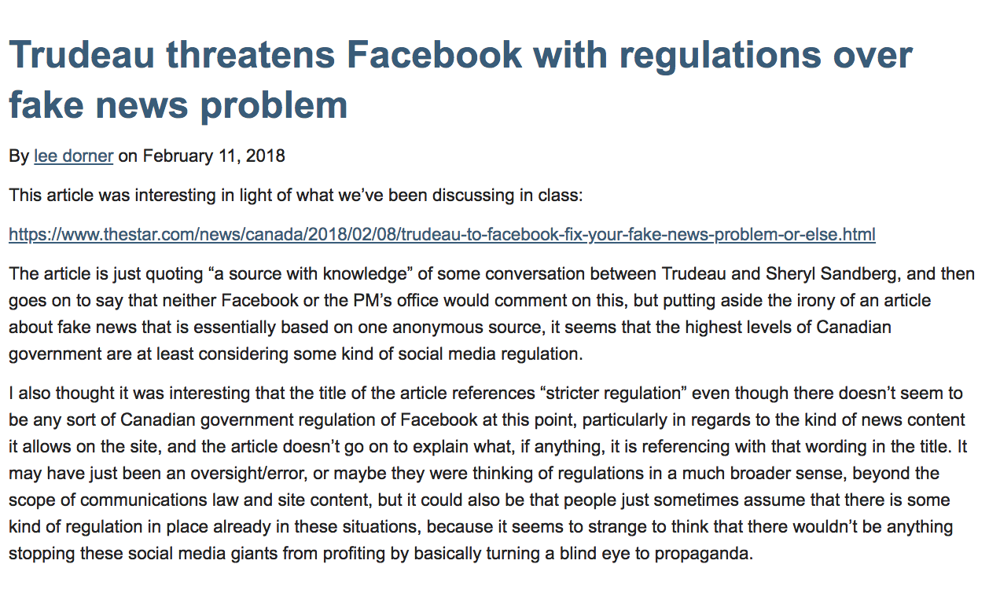 Trudeau threatens Facebook with regulations over
fake news problem
By lee dorner on February 11, 2018
This article was interesting in light of what we’ve been discussing in class:
https://www.thestar.com/news/canada/2018/02/08/trudeau-to-facebook-fix-your-fake-news-problem-or-else.html
The article is just quoting “a source with knowledge” of some conversation between Trudeau and Sheryl Sandberg, and then
goes on to say that neither Facebook or the PM’s office would comment on this, but putting aside the irony of an article
about fake news that is essentially based on one anonymous source, it seems that the highest levels of Canadian
government are at least considering some kind of social media regulation.
I also thought it was interesting that the title of the article references “stricter regulation” even though there doesn’t seem to
be any sort of Canadian government regulation of Facebook at this point, particularly in regards to the kind of news content
it allows on the site, and the article doesn’t go on to explain what, if anything, it is referencing with that wording in the title. It
may have just been an oversight/error, or maybe they were thinking of regulations in a much broader sense, beyond the
scope of communications law and site content, but it could also be that people just sometimes assume that there is some
kind of regulation in place already in these situations, because it seems to strange to think that there wouldn’t be anything
stopping these social media giants from profiting by basically turning a blind eye to propaganda.